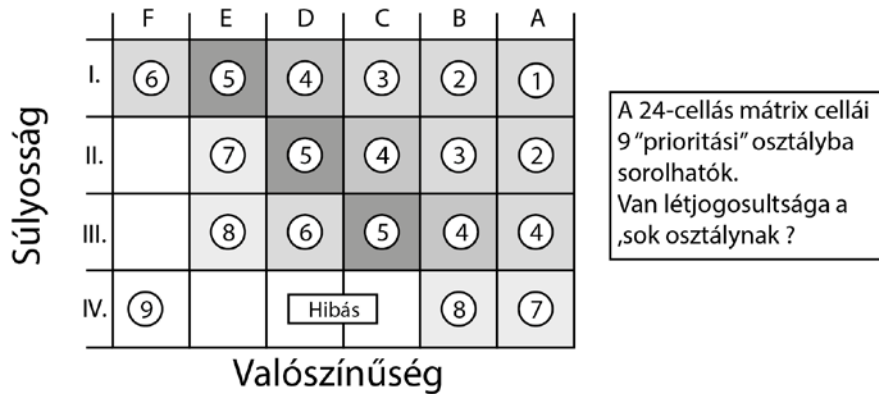 F E D C B A
I. 6 5 4 3 2 1
II. 7 5 4 3 2
III. 8 6 5 4 4
IV. 9 Hibás 8 7
Súlyosság
Valószínűség
A 24-cellás mátrix cellái
9 “prioritási” osztályba
sorolhatók.
Van létjogosultsága a
‚sok osztálynak ?